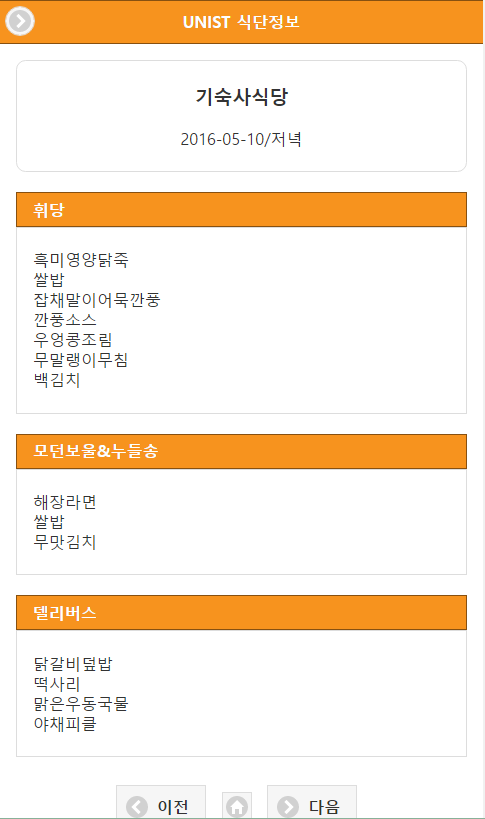 UNIST 식단정보
기숙사식당
2016-05-10/저녁
휘당
흑미영양닭죽
쌀밥
잡채말이어묵깐풍
깐풍소스
우엉콩조림
무말랭이무침
백김치
모던보울&누들송
해장라면
쌀밥
무맛김치
델리버스
닭갈비덮밥
떡사리
맑은우동국물
야채피클
이전
다음